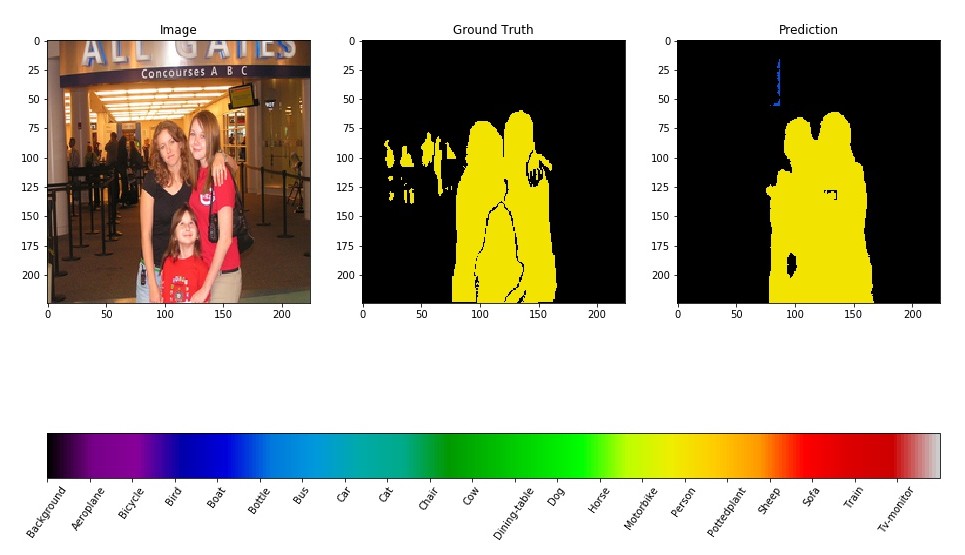 Image
Ground Truth
Prediction
0
25
50
75
100
125
150
175
200
0
50
100
150
200
ALL GATES
Concourses A B C
0
25
50
75
100
125
150
175
200
0
50
100
150
200
0
25
50
75
100
125
150
175
200
0
50
100
150
200
Background
Aeroplane
Bicycle
Bird
Boat
Bottle
Bus
Car
Cat
Chair
Cow
Dining-table
Dog
Horse
Motorbike
Person
Pottedplant
Sheep
Sofa
Train
Tv-monitor